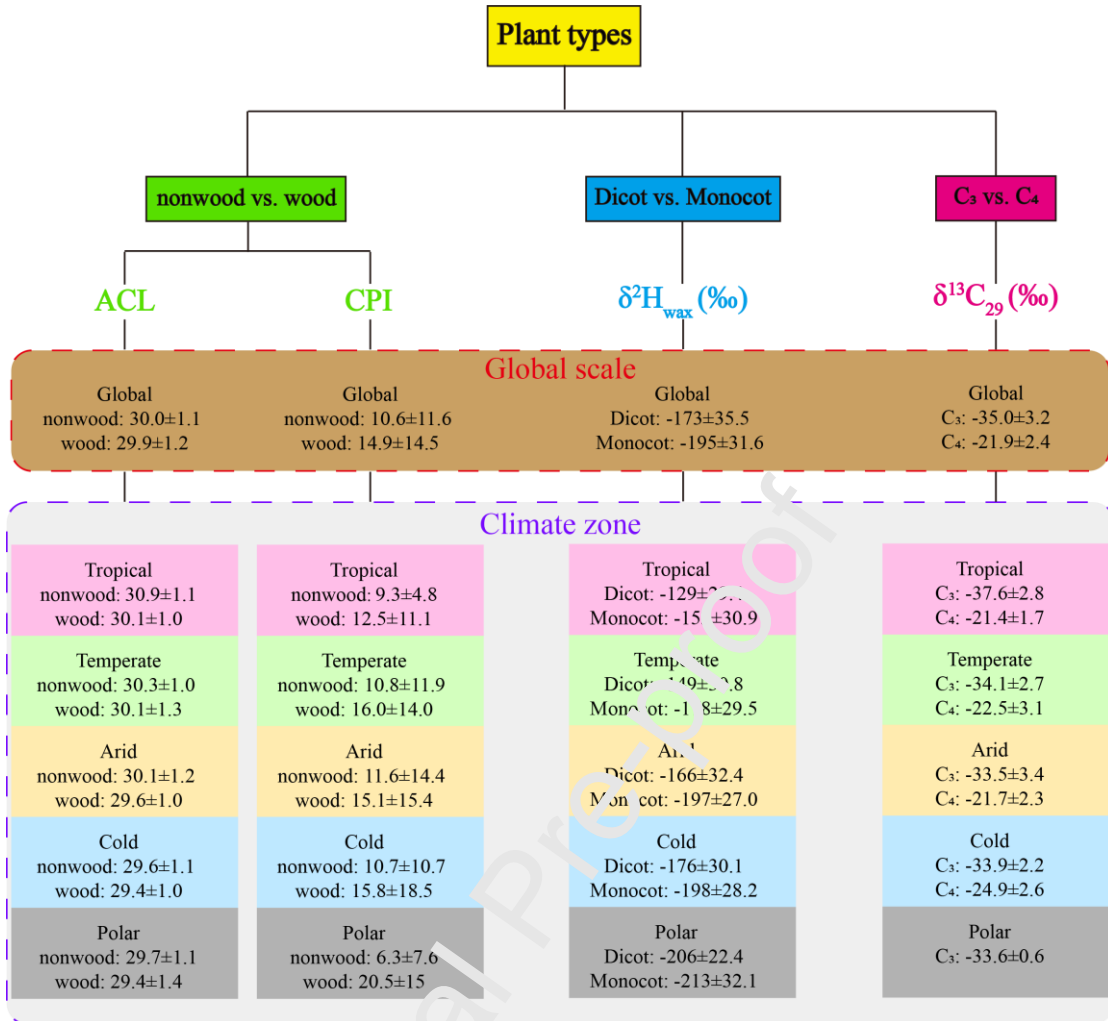 Plant types
nonwood vs. wood
Dicot vs. Monocot
C₃ vs. C₄
ACL
CPI
δ²H_wax (‰)
δ¹³C₂₉ (‰)
Global scale
Global
nonwood: 30.0±1.1
wood: 29.9±1.2
Global
nonwood: 10.6±11.6
wood: 14.9±14.5
Global
Dicot: -173±35.5
Monocot: -195±31.6
Global
C₃: -35.0±3.2
C₄: -21.9±2.4
Climate zone
Tropical
nonwood: 30.9±1.1
wood: 30.1±1.0
Temperate
nonwood: 30.3±1.0
wood: 30.1±1.3
Arid
nonwood: 30.1±1.2
wood: 29.6±1.0
Cold
nonwood: 29.6±1.1
wood: 29.4±1.0
Polar
nonwood: 29.7±1.1
wood: 29.4±1.4
Tropical
nonwood: 9.3±4.8
wood: 12.5±11.1
Temperate
nonwood: 10.8±11.9
wood: 16.0±14.0
Arid
nonwood: 11.6±14.4
wood: 15.1±15.4
Cold
nonwood: 10.7±10.7
wood: 15.8±18.5
Polar
nonwood: 6.3±7.6
wood: 20.5±15
Tropical
Dicot:
Monocot:
Temperate
Dicot:
Monocot:
Arid
Dicot: -166±32.4
Monocot: -197±27.0
Cold
Dicot: -176±30.1
Monocot: -198±28.2
Polar
Dicot: -206±22.4
Monocot: -213±32.1
Tropical
C₃: -37.6±2.8
C₄: -21.4±1.7
Temperate
C₃: -34.1±2.7
C₄: -22.5±3.1
Arid
C₃: -33.5±3.4
C₄: -21.7±2.3
Cold
C₃: -33.9±2.2
C₄: -24.9±2.6
Polar
C₃: -33.6±0.6
al Pre-proof